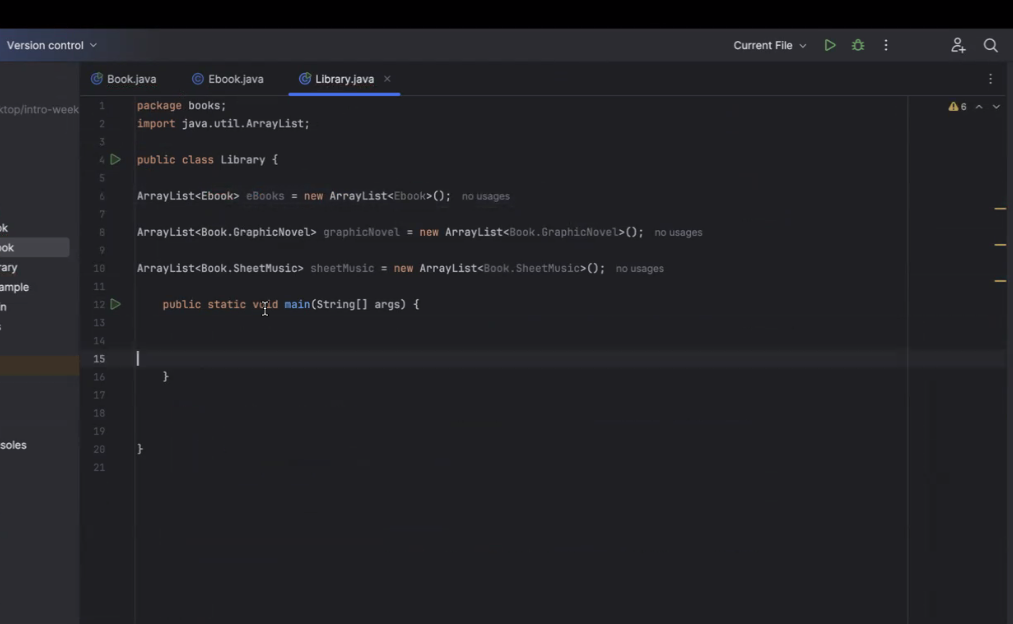 Version control
Current File
Book.java
Ebook.java
Library.java
ktop/intro-week
6
1 package books;
2 import java.util.ArrayList;
3
4 public class Library {
5
6 ArrayList<Ebook> eBooks = new ArrayList<Ebook>(); no usages
7
8 ArrayList<Book.GraphicNovel> graphicNovel = new ArrayList<Book.GraphicNovel>(); no usages
9
10 ArrayList<Book.SheetMusic> sheetMusic = new ArrayList<Book.SheetMusic>(); no usages
11
12 public static void main(String[] args) {
13
14
15
16 }
17
18
19
20 }
21
ok
ook
rary
ample
n
s
soles